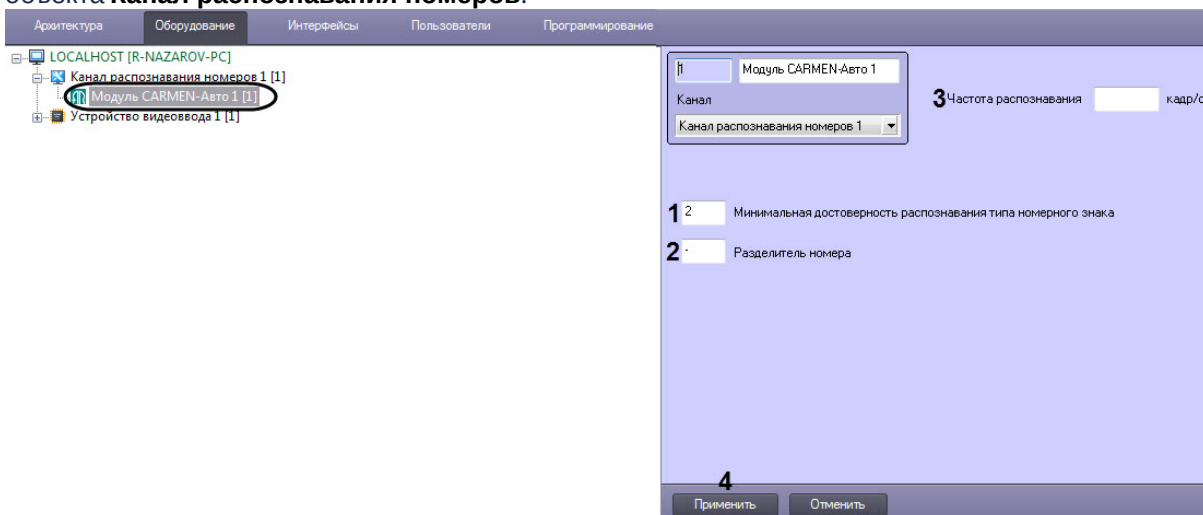 объекта Канал распознавания номеров.
Архитектура Оборудование Интерфейсы Пользователи Программирование
LOCALHOST [R-NAZAROV-PC]
Канал распознавания номеров 1 [1]
Модуль CARMEN-Авто 1 [1]
Устройство видеоввода 1 [1]
1 Модуль CARMEN-Авто 1
Канал
Канал распознавания номеров 1
3 Частота распознавания кадр/с
1 2 Минимальная достоверность распознавания типа номерного знака
2 - Разделитель номера
4
Применить Отменить